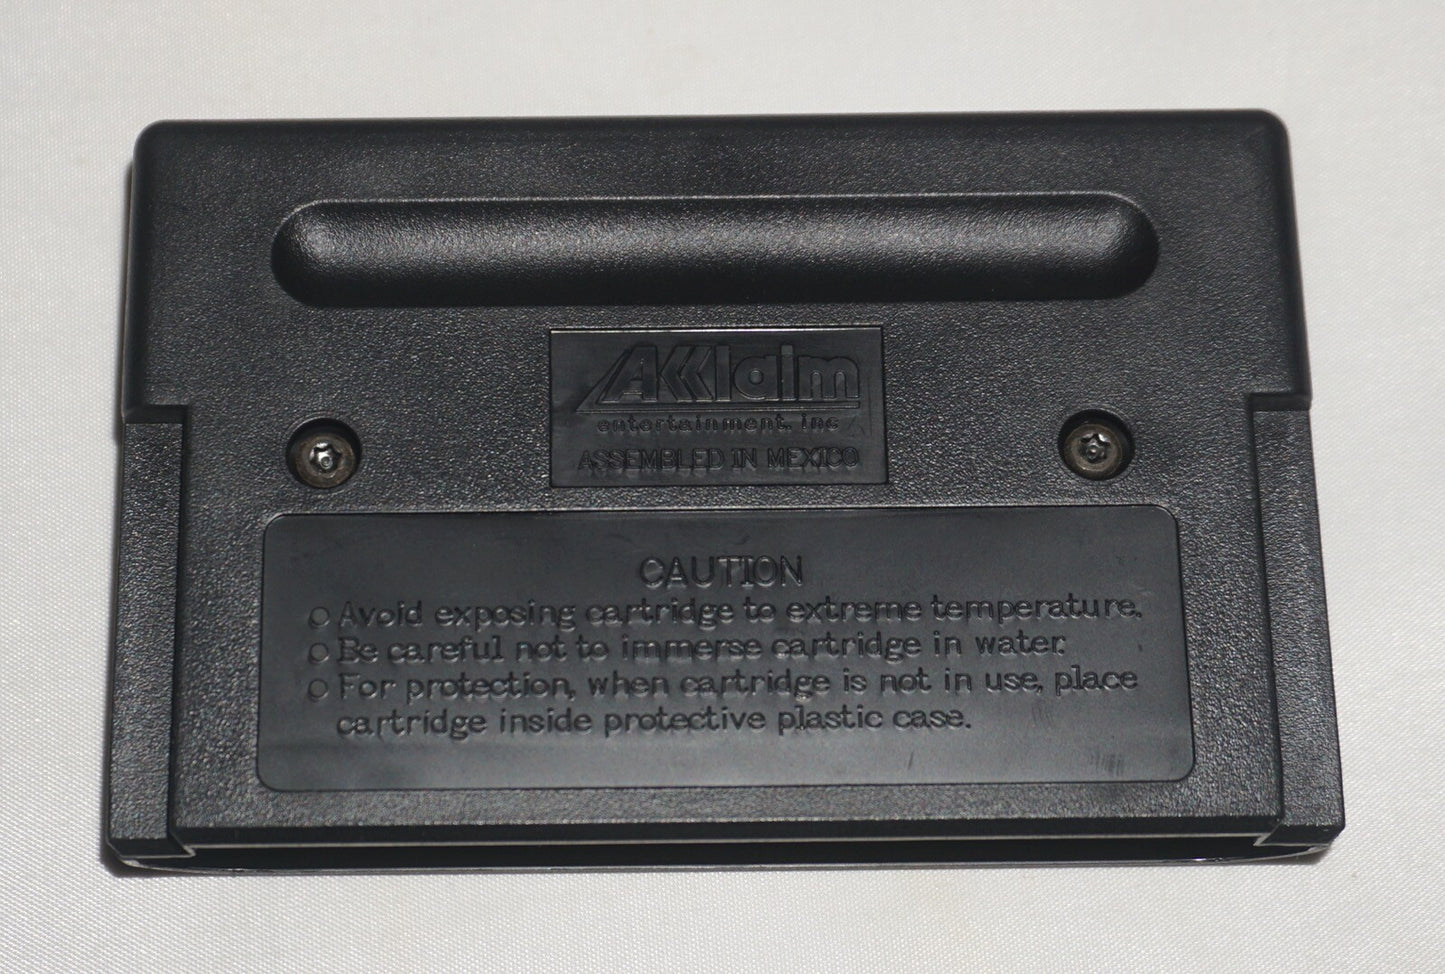 Akklaim
entertainment, inc
ASSEMBLED IN MEXICO
CAUTION
○ Avoid exposing cartridge to extreme temperature.
○ Be careful not to immerse cartridge in water.
○ For protection, when cartridge is not in use, place
cartridge inside protective plastic case.